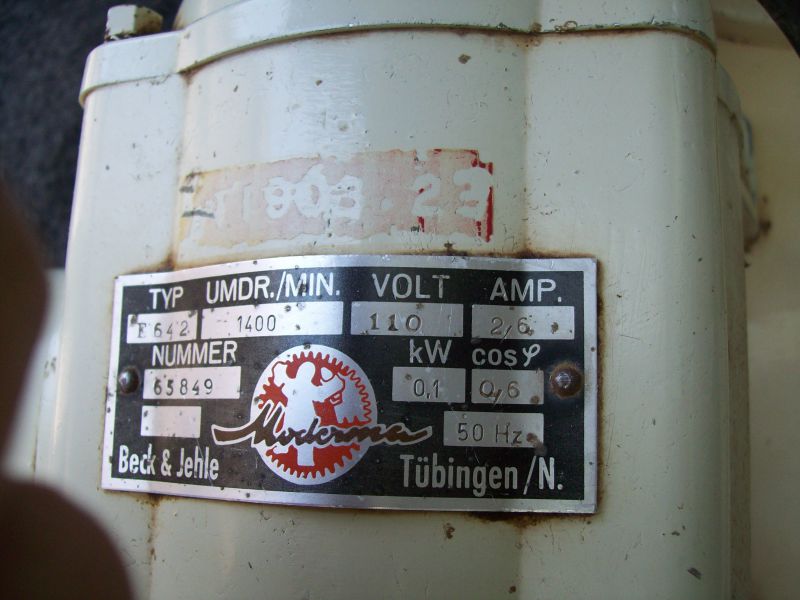 TYP UMDR./MIN. VOLT AMP.
E642 1400 110 2,6
NUMMER kW cosφ
65849 0,1 0,6
Moderma 50 Hz
Beck & Jehle Tübingen/N.